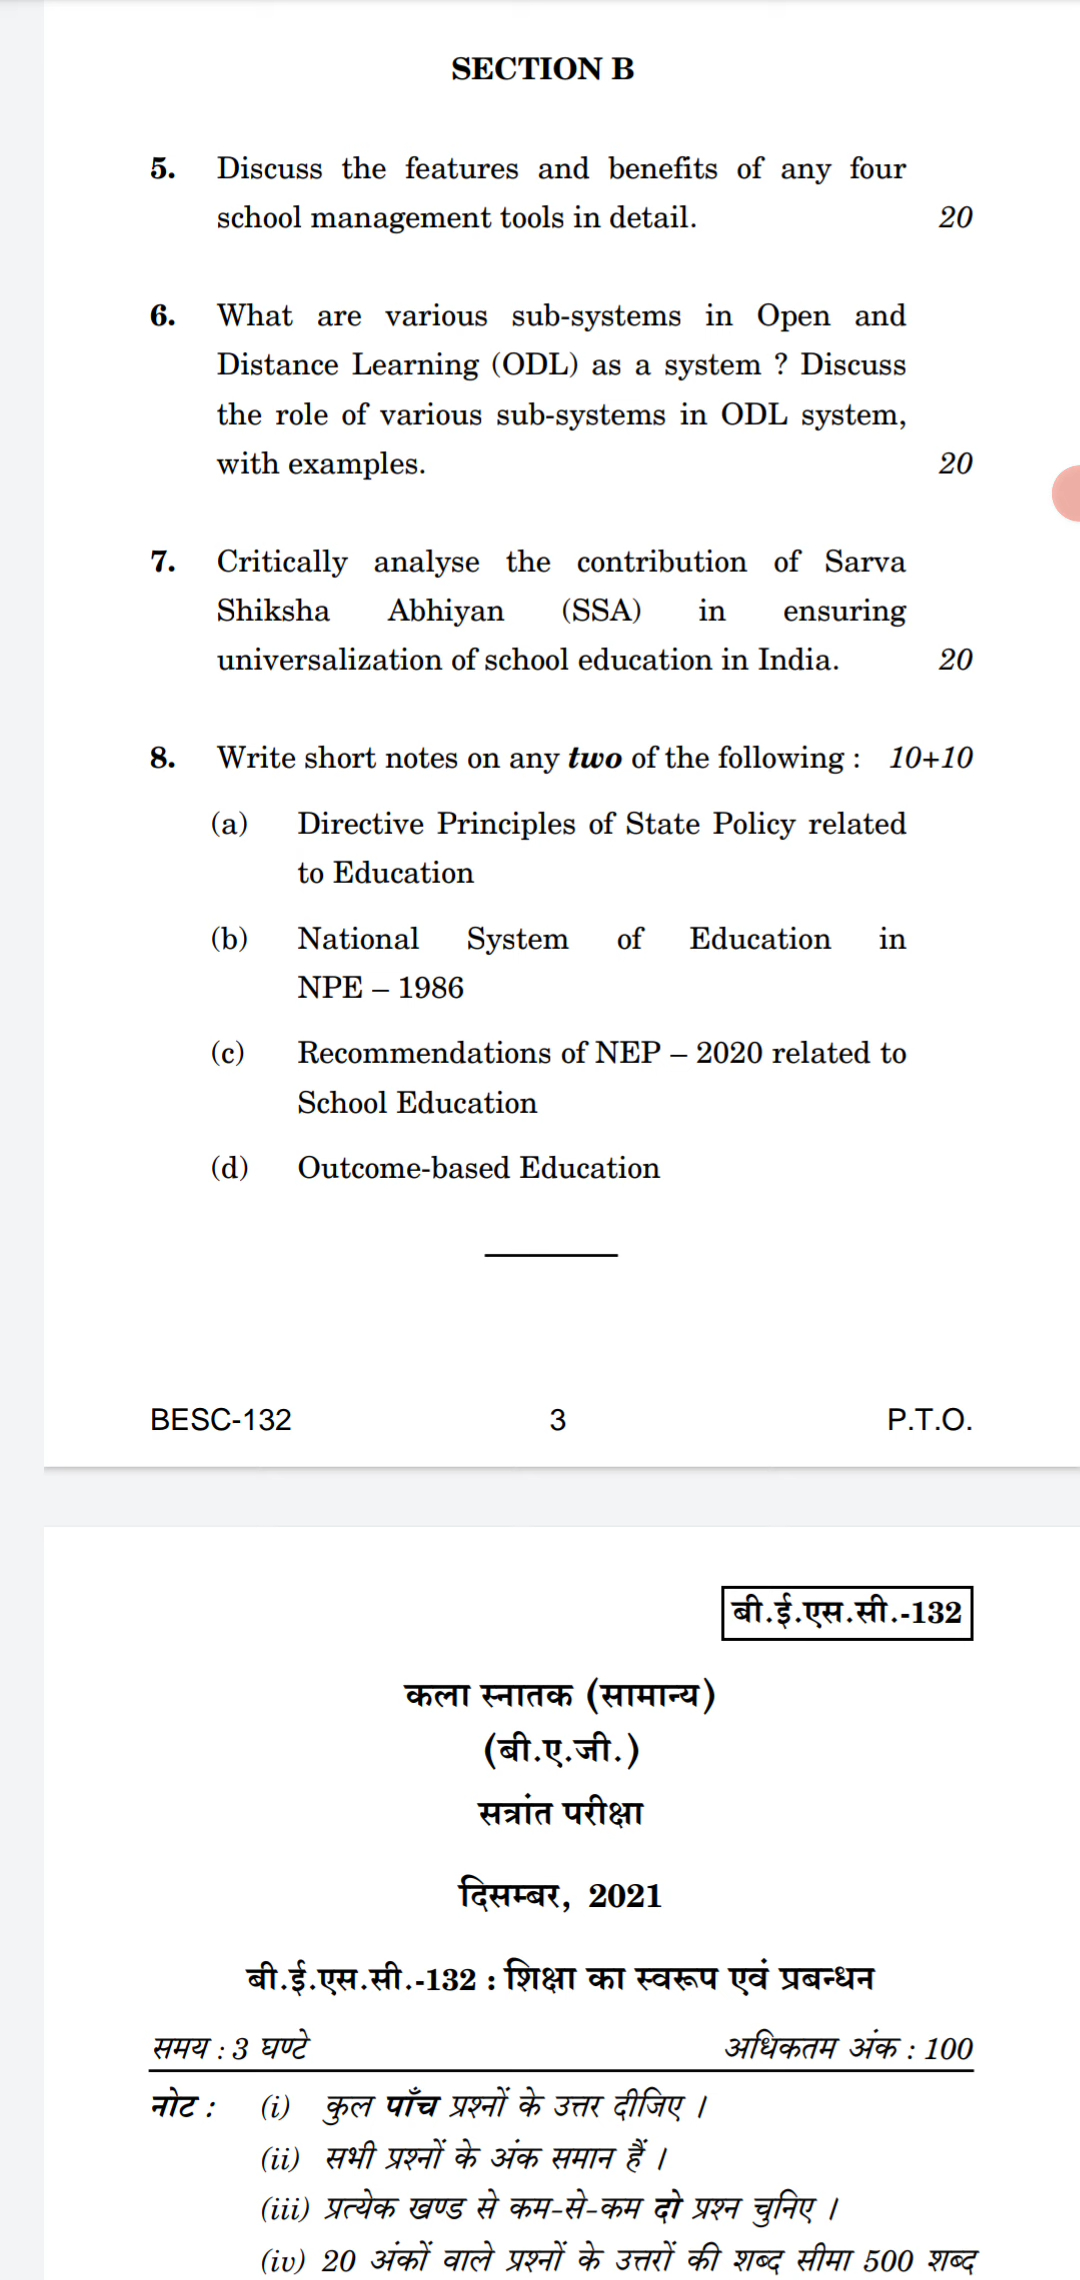 SECTION B
5. Discuss the features and benefits of any four
school management tools in detail. 20
6. What are various sub-systems in Open and
Distance Learning (ODL) as a system ? Discuss
the role of various sub-systems in ODL system,
with examples. 20
7. Critically analyse the contribution of Sarva
Shiksha Abhiyan (SSA) in ensuring
universalization of school education in India. 20
8. Write short notes on any two of the following : 10+10
(a) Directive Principles of State Policy related
to Education
(b) National System of Education in
NPE – 1986
(c) Recommendations of NEP – 2020 related to
School Education
(d) Outcome-based Education
BESC-132 3 P.T.O.
बी.ई.एस.सी.-132
कला स्नातक (सामान्य)
(बी.ए.जी.)
सत्रांत परीक्षा
दिसम्बर, 2021
बी.ई.एस.सी.-132 : शिक्षा का स्वरूप एवं प्रबन्धन
समय : 3 घण्टे अधिकतम अंक : 100
नोट : (i) कुल पाँच प्रश्नों के उत्तर दीजिए ।
(ii) सभी प्रश्नों के अंक समान हैं ।
(iii) प्रत्येक खण्ड से कम-से-कम दो प्रश्न चुनिए ।
(iv) 20 अंकों वाले प्रश्नों के उत्तरों की शब्द सीमा 500 शब्द